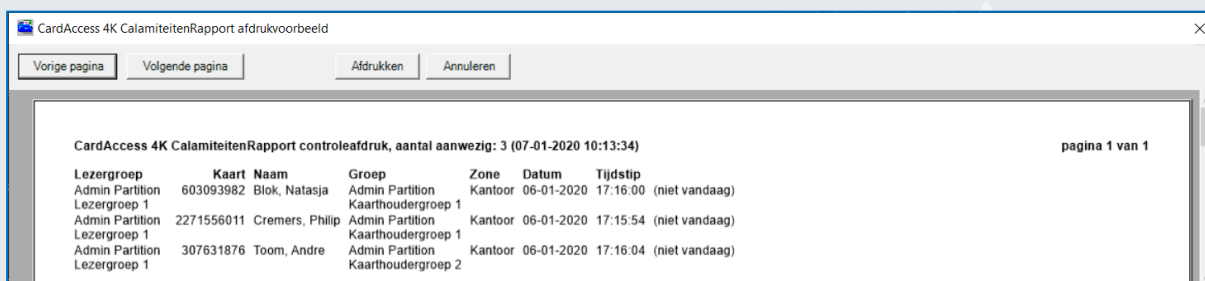 CardAccess 4K CalamiteitenRapport afdrukvoorbeeld
Vorige pagina Volgende pagina Afdrukken Annuleren
CardAccess 4K CalamiteitenRapport controleafdruk, aantal aanwezig: 3 (07-01-2020 10:13:34) pagina 1 van 1
Lezergroep Kaart Naam Groep Zone Datum Tijdstip
Admin Partition 603093982 Blok, Natasja Admin Partition Kantoor 06-01-2020 17:16:00 (niet vandaag)
Lezergroep 1 Kaarthoudergroep 1
Admin Partition 2271556011 Cremers, Philip Admin Partition Kantoor 06-01-2020 17:15:54 (niet vandaag)
Lezergroep 1 Kaarthoudergroep 1
Admin Partition 307631876 Toom, Andre Admin Partition Kantoor 06-01-2020 17:16:04 (niet vandaag)
Lezergroep 1 Kaarthoudergroep 2